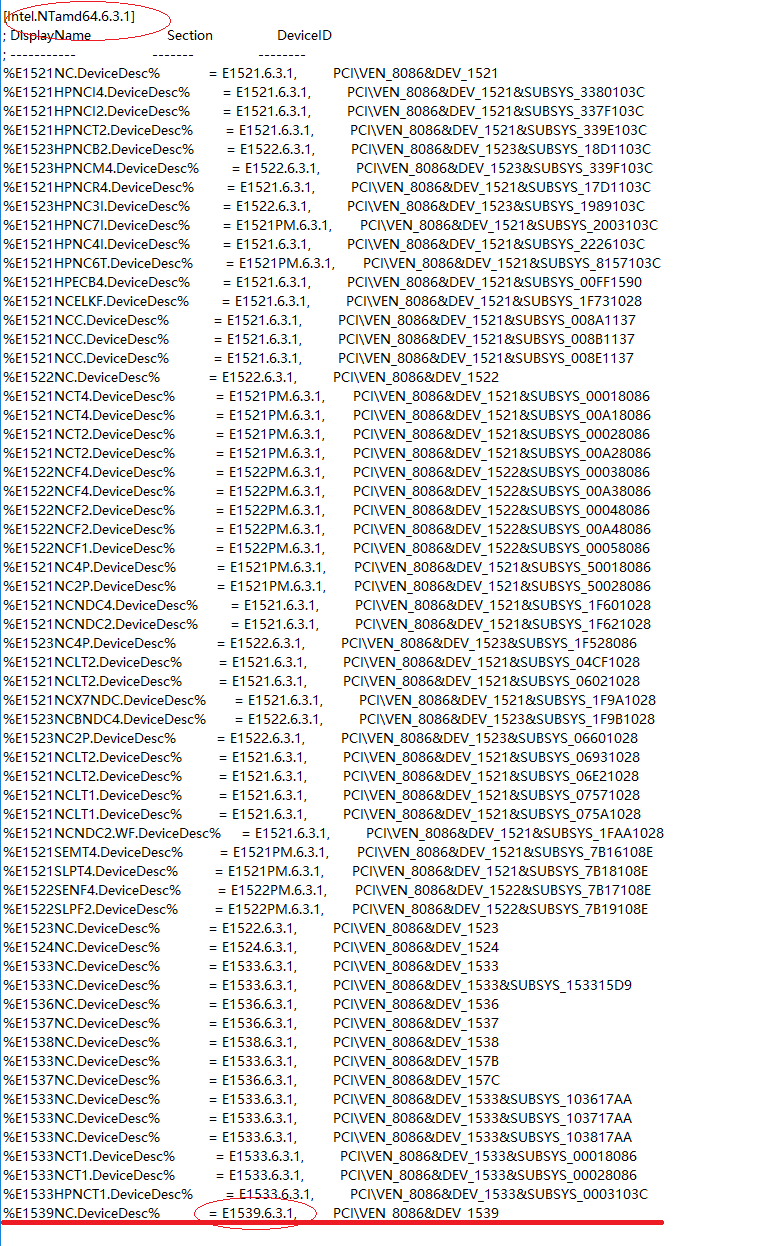 [Intel.NTamd64.6.3.1]
; DisplayName Section DeviceID
; ----------- ------- --------
%E1521NC.DeviceDesc% = E1521.6.3.1, PCI\VEN_8086&DEV_1521
%E1521HPNCI4.DeviceDesc% = E1521.6.3.1, PCI\VEN_8086&DEV_1521&SUBSYS_3380103C
%E1521HPNCI2.DeviceDesc% = E1521.6.3.1, PCI\VEN_8086&DEV_1521&SUBSYS_337F103C
%E1521HPNCT2.DeviceDesc% = E1521.6.3.1, PCI\VEN_8086&DEV_1521&SUBSYS_339E103C
%E1523HPNCB2.DeviceDesc% = E1522.6.3.1, PCI\VEN_8086&DEV_1523&SUBSYS_18D1103C
%E1523HPNCM4.DeviceDesc% = E1522.6.3.1, PCI\VEN_8086&DEV_1523&SUBSYS_339F103C
%E1521HPNCR4.DeviceDesc% = E1521.6.3.1, PCI\VEN_8086&DEV_1521&SUBSYS_17D1103C
%E1523HPNC3I.DeviceDesc% = E1522.6.3.1, PCI\VEN_8086&DEV_1523&SUBSYS_1989103C
%E1521HPNC7I.DeviceDesc% = E1521PM.6.3.1, PCI\VEN_8086&DEV_1521&SUBSYS_2003103C
%E1521HPNC4I.DeviceDesc% = E1521.6.3.1, PCI\VEN_8086&DEV_1521&SUBSYS_2226103C
%E1521HPNC6T.DeviceDesc% = E1521PM.6.3.1, PCI\VEN_8086&DEV_1521&SUBSYS_8157103C
%E1521HPECB4.DeviceDesc% = E1521.6.3.1, PCI\VEN_8086&DEV_1521&SUBSYS_00FF1590
%E1521NCELKF.DeviceDesc% = E1521.6.3.1, PCI\VEN_8086&DEV_1521&SUBSYS_1F731028
%E1521NCC.DeviceDesc% = E1521.6.3.1, PCI\VEN_8086&DEV_1521&SUBSYS_008A1137
%E1521NCC.DeviceDesc% = E1521.6.3.1, PCI\VEN_8086&DEV_1521&SUBSYS_008B1137
%E1521NCC.DeviceDesc% = E1521.6.3.1, PCI\VEN_8086&DEV_1521&SUBSYS_008E1137
%E1522NC.DeviceDesc% = E1522.6.3.1, PCI\VEN_8086&DEV_1522
%E1521NCT4.DeviceDesc% = E1521PM.6.3.1, PCI\VEN_8086&DEV_1521&SUBSYS_00018086
%E1521NCT4.DeviceDesc% = E1521PM.6.3.1, PCI\VEN_8086&DEV_1521&SUBSYS_00A18086
%E1521NCT2.DeviceDesc% = E1521PM.6.3.1, PCI\VEN_8086&DEV_1521&SUBSYS_00028086
%E1521NCT2.DeviceDesc% = E1521PM.6.3.1, PCI\VEN_8086&DEV_1521&SUBSYS_00A28086
%E1522NCF4.DeviceDesc% = E1522PM.6.3.1, PCI\VEN_8086&DEV_1522&SUBSYS_00038086
%E1522NCF4.DeviceDesc% = E1522PM.6.3.1, PCI\VEN_8086&DEV_1522&SUBSYS_00A38086
%E1522NCF2.DeviceDesc% = E1522PM.6.3.1, PCI\VEN_8086&DEV_1522&SUBSYS_00048086
%E1522NCF2.DeviceDesc% = E1522PM.6.3.1, PCI\VEN_8086&DEV_1522&SUBSYS_00A48086
%E1522NCF1.DeviceDesc% = E1522PM.6.3.1, PCI\VEN_8086&DEV_1522&SUBSYS_00058086
%E1521NC4P.DeviceDesc% = E1521PM.6.3.1, PCI\VEN_8086&DEV_1521&SUBSYS_50018086
%E1521NC2P.DeviceDesc% = E1521PM.6.3.1, PCI\VEN_8086&DEV_1521&SUBSYS_50028086
%E1521NCNDC4.DeviceDesc% = E1521.6.3.1, PCI\VEN_8086&DEV_1521&SUBSYS_1F601028
%E1521NCNDC2.DeviceDesc% = E1521.6.3.1, PCI\VEN_8086&DEV_1521&SUBSYS_1F621028
%E1523NC4P.DeviceDesc% = E1522.6.3.1, PCI\VEN_8086&DEV_1523&SUBSYS_1F528086
%E1521NCLT2.DeviceDesc% = E1521.6.3.1, PCI\VEN_8086&DEV_1521&SUBSYS_04CF1028
%E1521NCLT2.DeviceDesc% = E1521.6.3.1, PCI\VEN_8086&DEV_1521&SUBSYS_06021028
%E1521NCX7NDC.DeviceDesc% = E1521.6.3.1, PCI\VEN_8086&DEV_1521&SUBSYS_1F9A1028
%E1523NCBNDC4.DeviceDesc% = E1522.6.3.1, PCI\VEN_8086&DEV_1523&SUBSYS_1F9B1028
%E1523NC2P.DeviceDesc% = E1522.6.3.1, PCI\VEN_8086&DEV_1523&SUBSYS_06601028
%E1521NCLT2.DeviceDesc% = E1521.6.3.1, PCI\VEN_8086&DEV_1521&SUBSYS_06931028
%E1521NCLT2.DeviceDesc% = E1521.6.3.1, PCI\VEN_8086&DEV_1521&SUBSYS_06E21028
%E1521NCLT1.DeviceDesc% = E1521.6.3.1, PCI\VEN_8086&DEV_1521&SUBSYS_07571028
%E1521NCLT1.DeviceDesc% = E1521.6.3.1, PCI\VEN_8086&DEV_1521&SUBSYS_075A1028
%E1521NCNDC2.WF.DeviceDesc% = E1521.6.3.1, PCI\VEN_8086&DEV_1521&SUBSYS_1FAA1028
%E1521SEMT4.DeviceDesc% = E1521PM.6.3.1, PCI\VEN_8086&DEV_1521&SUBSYS_7B16108E
%E1521SLPT4.DeviceDesc% = E1521PM.6.3.1, PCI\VEN_8086&DEV_1521&SUBSYS_7B18108E
%E1522SENF4.DeviceDesc% = E1522PM.6.3.1, PCI\VEN_8086&DEV_1522&SUBSYS_7B17108E
%E1522SLPF2.DeviceDesc% = E1522PM.6.3.1, PCI\VEN_8086&DEV_1522&SUBSYS_7B19108E
%E1523NC.DeviceDesc% = E1522.6.3.1, PCI\VEN_8086&DEV_1523
%E1524NC.DeviceDesc% = E1524.6.3.1, PCI\VEN_8086&DEV_1524
%E1533NC.DeviceDesc% = E1533.6.3.1, PCI\VEN_8086&DEV_1533
%E1533NC.DeviceDesc% = E1533.6.3.1, PCI\VEN_8086&DEV_1533&SUBSYS_153315D9
%E1536NC.DeviceDesc% = E1536.6.3.1, PCI\VEN_8086&DEV_1536
%E1537NC.DeviceDesc% = E1536.6.3.1, PCI\VEN_8086&DEV_1537
%E1538NC.DeviceDesc% = E1538.6.3.1, PCI\VEN_8086&DEV_1538
%E1533NC.DeviceDesc% = E1533.6.3.1, PCI\VEN_8086&DEV_157B
%E1537NC.DeviceDesc% = E1536.6.3.1, PCI\VEN_8086&DEV_157C
%E1533NC.DeviceDesc% = E1533.6.3.1, PCI\VEN_8086&DEV_1533&SUBSYS_103617AA
%E1533NC.DeviceDesc% = E1533.6.3.1, PCI\VEN_8086&DEV_1533&SUBSYS_103717AA
%E1533NC.DeviceDesc% = E1533.6.3.1, PCI\VEN_8086&DEV_1533&SUBSYS_103817AA
%E1533NCT1.DeviceDesc% = E1533.6.3.1, PCI\VEN_8086&DEV_1533&SUBSYS_00018086
%E1533NCT1.DeviceDesc% = E1533.6.3.1, PCI\VEN_8086&DEV_1533&SUBSYS_00028086
%E1533HPNCT1.DeviceDesc% = E1533.6.3.1, PCI\VEN_8086&DEV_1533&SUBSYS_0003103C
%E1539NC.DeviceDesc% = E1539.6.3.1, PCI\VEN_8086&DEV_1539